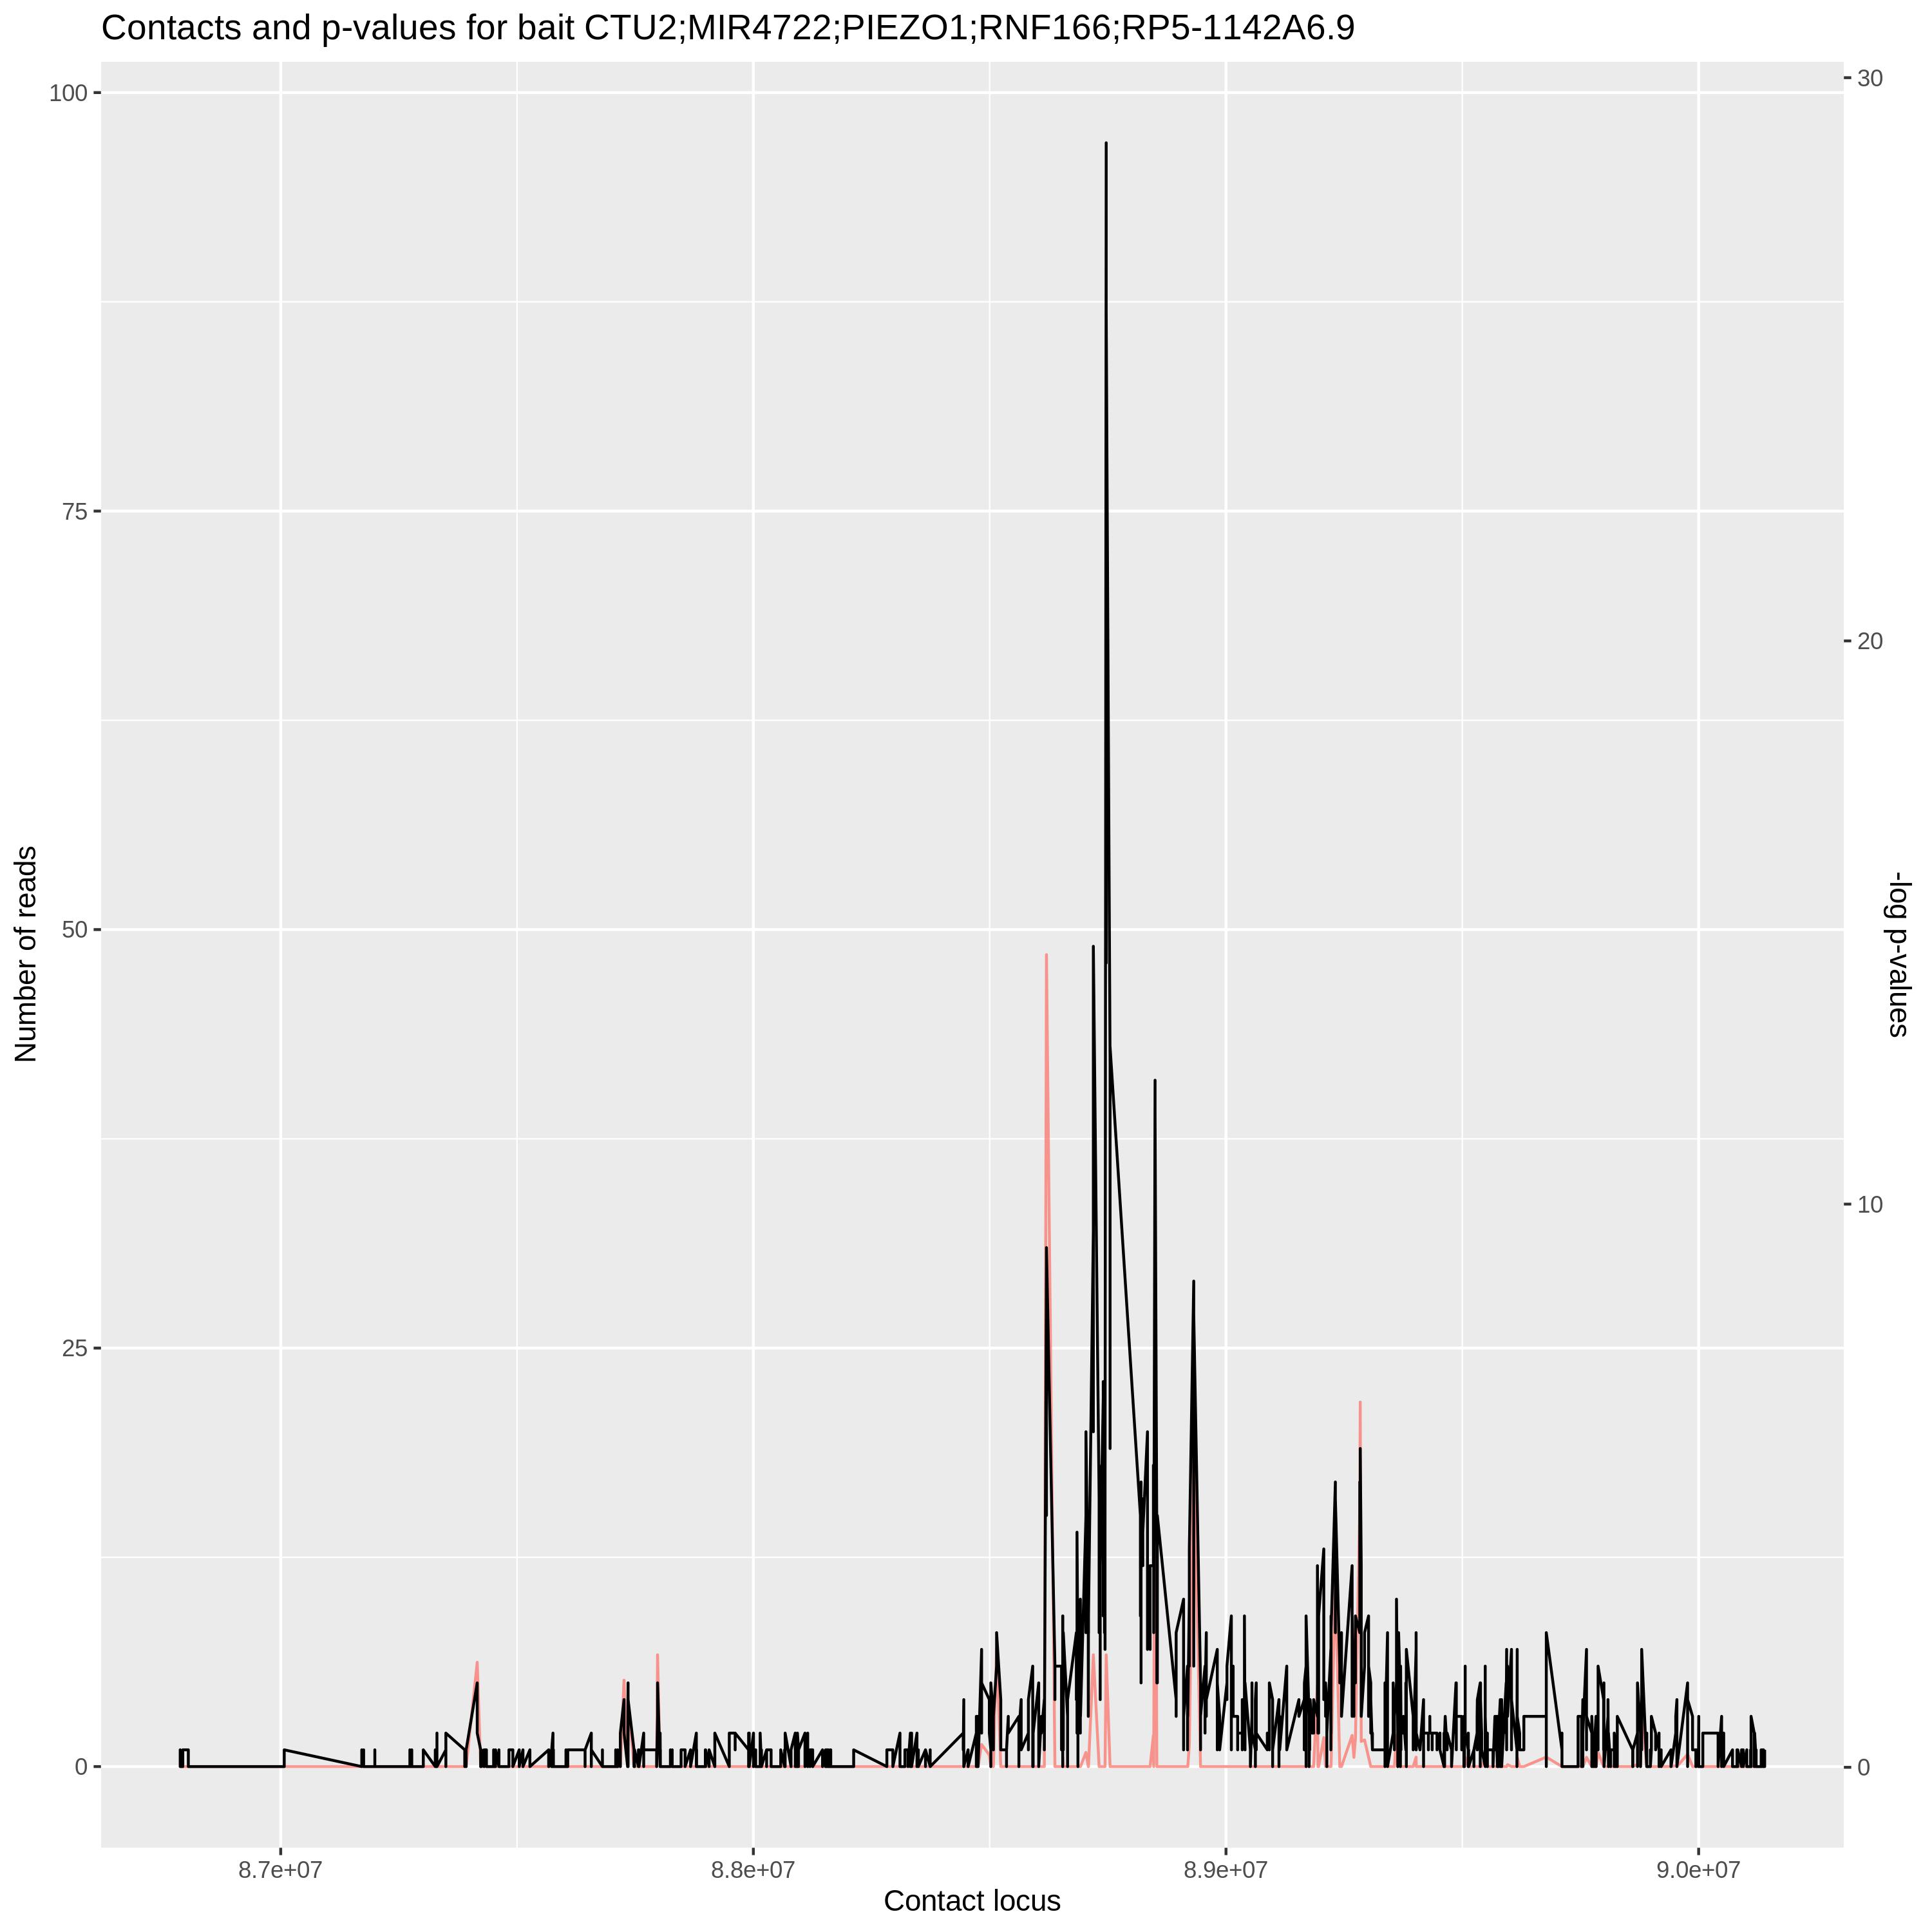 Contacts and p-values for bait CTU2;MIR4722;PIEZO1;RNF166;RP5-1142A6.9
100
75
50
25
0
Number of reads
30
20
10
0
-log p-values
8.7e+07
8.8e+07
8.9e+07
9.0e+07
Contact locus